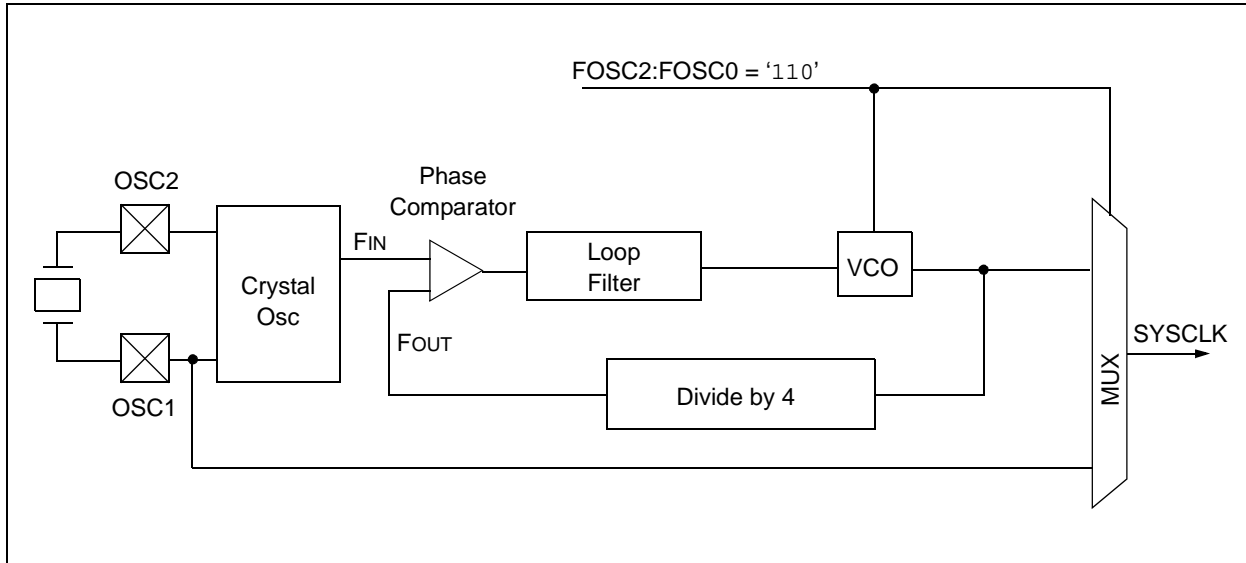 FOSC2:FOSC0 = ‘110’
OSC2
Phase
Comparator
FIN
Loop
Filter
VCO
Crystal
Osc
FOUT
SYSCLK
MUX
Divide by 4
OSC1